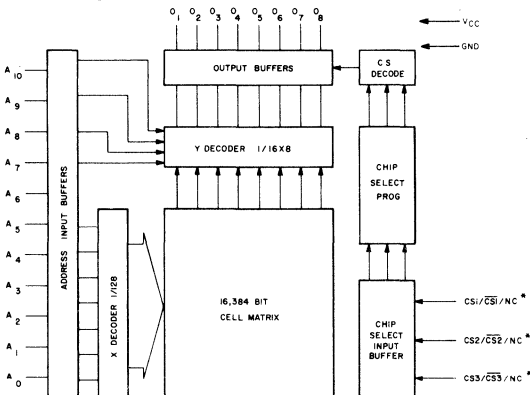 O1 O2 O3 O4 O5 O6 O7 O8
VCC
GND
OUTPUT BUFFERS
CS
DECODE
A10
A9
A8
A7
A6
A5
A4
A3
A2
A1
A0
ADDRESS INPUT BUFFERS
Y DECODER 1/16X8
CHIP
SELECT
PROG
X DECODER 1/128
16,384 BIT
CELL MATRIX
CHIP
SELECT
INPUT
BUFFER
CS1/CS1/NC*
CS2/CS2/NC*
CS3/CS3/NC*